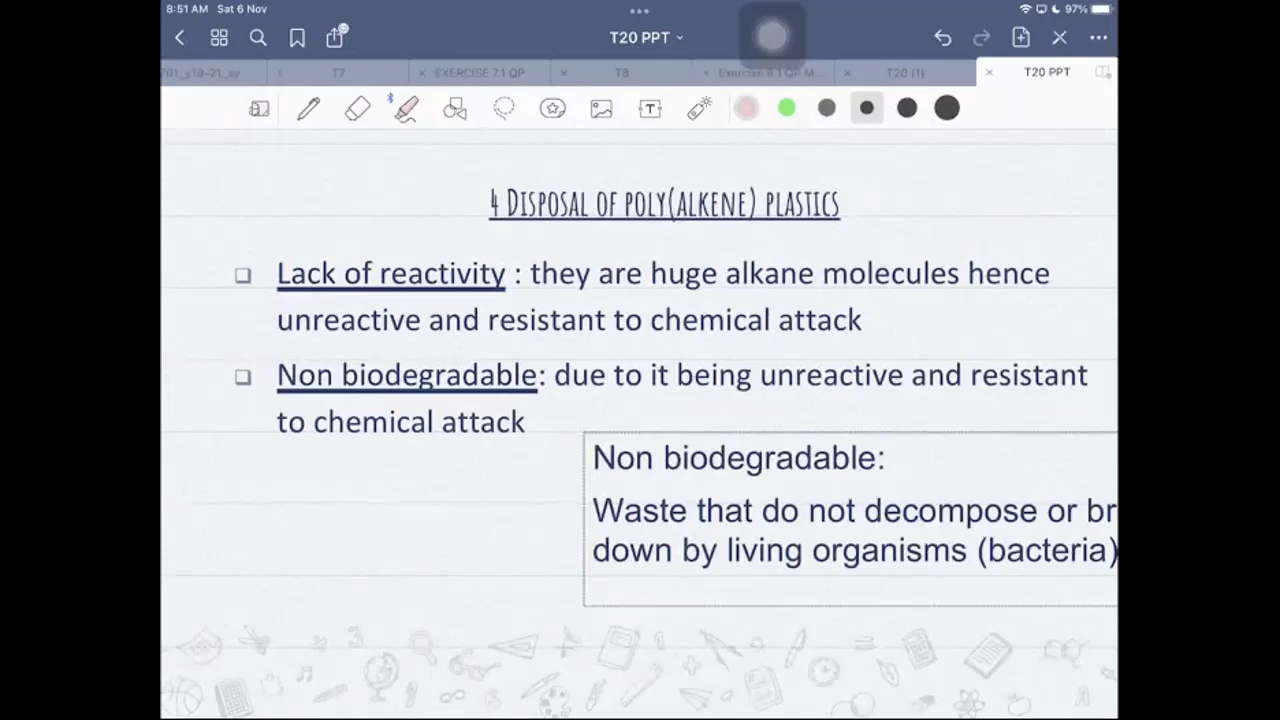 8:51 AM Sat 6 Nov
97%
T20 PPT
T7
EXERCISE 7.1 QP
T8
T20 (1)
T20 PPT
4 DISPOSAL OF POLY(ALKENE) PLASTICS
Lack of reactivity : they are huge alkane molecules hence
unreactive and resistant to chemical attack
Non biodegradable: due to it being unreactive and resistant
to chemical attack
Non biodegradable:
Waste that do not decompose or br
down by living organisms (bacteria)